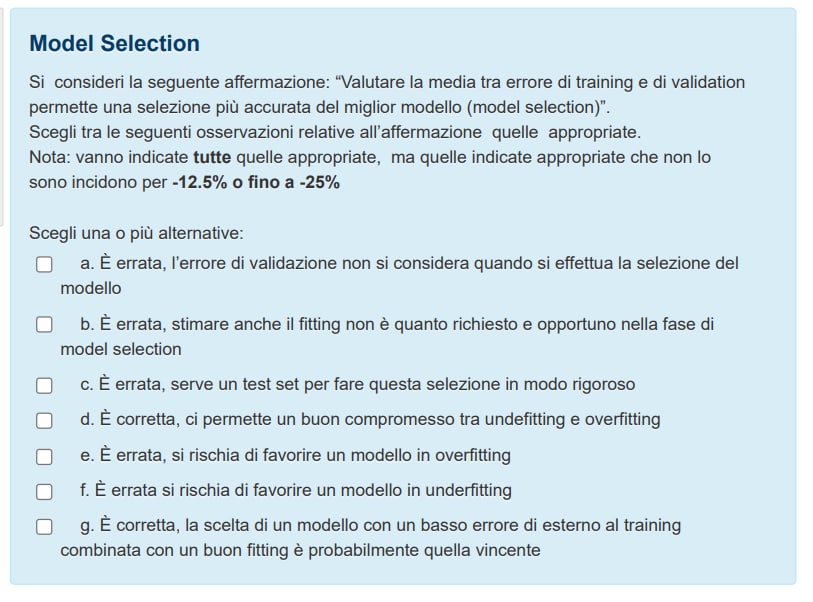 Model Selection
Si consideri la seguente affermazione: “Valutare la media tra errore di training e di validation
permette una selezione più accurata del miglior modello (model selection)”.
Scegli tra le seguenti osservazioni relative all’affermazione quelle appropriate.
Nota: vanno indicate tutte quelle appropriate, ma quelle indicate appropriate che non lo
sono incidono per -12.5% o fino a -25%
Scegli una o più alternative:
a. È errata, l’errore di validazione non si considera quando si effettua la selezione del
modello
b. È errata, stimare anche il fitting non è quanto richiesto e opportuno nella fase di
model selection
c. È errata, serve un test set per fare questa selezione in modo rigoroso
d. È corretta, ci permette un buon compromesso tra undefitting e overfitting
e. È errata, si rischia di favorire un modello in overfitting
f. È errata si rischia di favorire un modello in underfitting
g. È corretta, la scelta di un modello con un basso errore di esterno al training
combinata con un buon fitting è probabilmente quella vincente